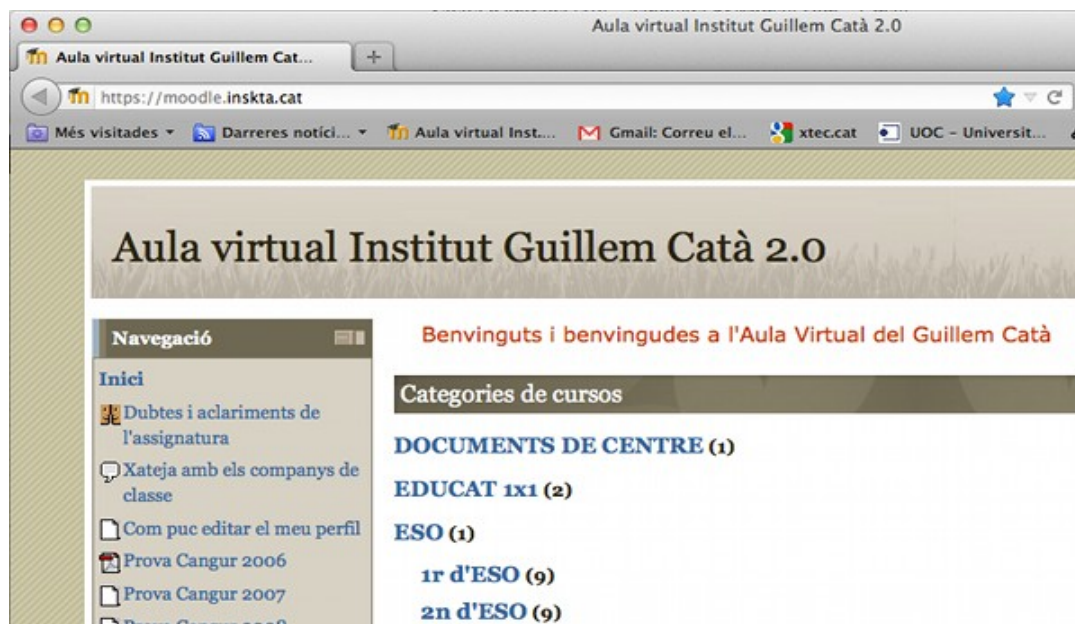 Aula virtual Institut Guillem Catà 2.0
Aula virtual Institut Guillem Cat...
https://moodle.inskta.cat
Més visitades
Darreres notíci...
Aula virtual Inst....
Gmail: Correu el...
xtec.cat
UOC – Universit...
Aula virtual Institut Guillem Catà 2.0
Navegació
Inici
Dubtes i aclariments de
l'assignatura
Xateja amb els companys de
classe
Com puc editar el meu perfil
Prova Cangur 2006
Prova Cangur 2007
Benvinguts i benvingudes a l'Aula Virtual del Guillem Catà
Categories de cursos
DOCUMENTS DE CENTRE (1)
EDUCAT 1x1 (2)
ESO (1)
1r d'ESO (9)
2n d'ESO (9)